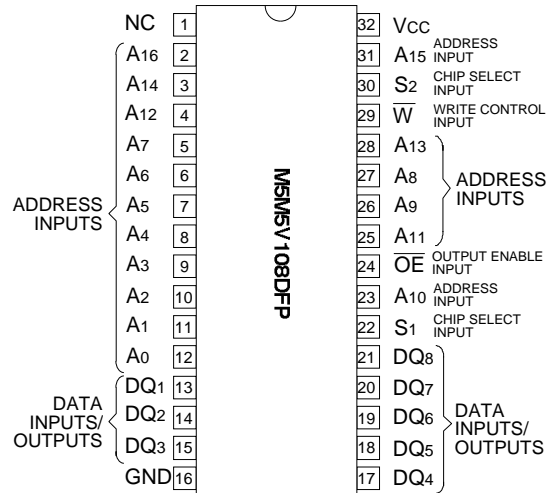 NC 1
A16 2
A14 3
A12 4
A7 5
A6 6
A5 7
A4 8
A3 9
A2 10
A1 11
A0 12
DQ1 13
DQ2 14
DQ3 15
GND 16
ADDRESS
INPUTS
DATA
INPUTS/
OUTPUTS
M5M5V108DFP
32 VCC
31 A15 ADDRESS
INPUT
30 S2 CHIP SELECT
INPUT
29 W̅ WRITE CONTROL
INPUT
28 A13
27 A8
26 A9
25 A11
ADDRESS
INPUTS
24 O̅E̅ OUTPUT ENABLE
INPUT
23 A10 ADDRESS
INPUT
22 S1 CHIP SELECT
INPUT
21 DQ8
20 DQ7
19 DQ6
18 DQ5
17 DQ4
DATA
INPUTS/
OUTPUTS